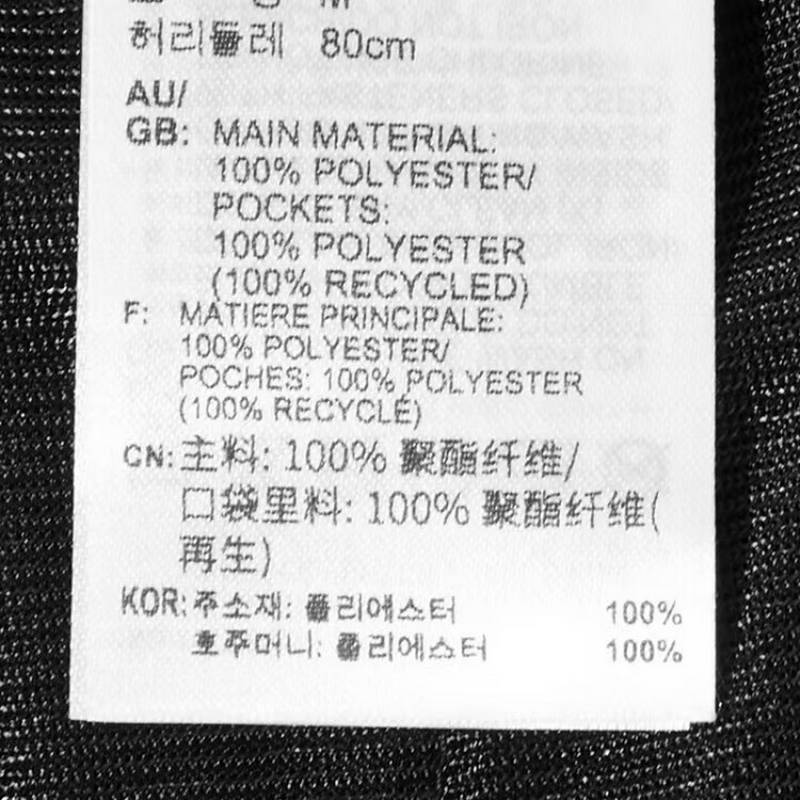 허리둘레 80cm
AU/
GB: MAIN MATERIAL:
100% POLYESTER/
POCKETS:
100% POLYESTER
(100% RECYCLED)
F: MATIERE PRINCIPALE:
100% POLYESTER/
POCHES: 100% POLYESTER
(100% RECYCLÉ)
CN: 主料: 100% 聚酯纤维/
口袋里料: 100% 聚酯纤维(
再生)
KOR: 주소재: 폴리에스터 100%
호주머니: 폴리에스터 100%